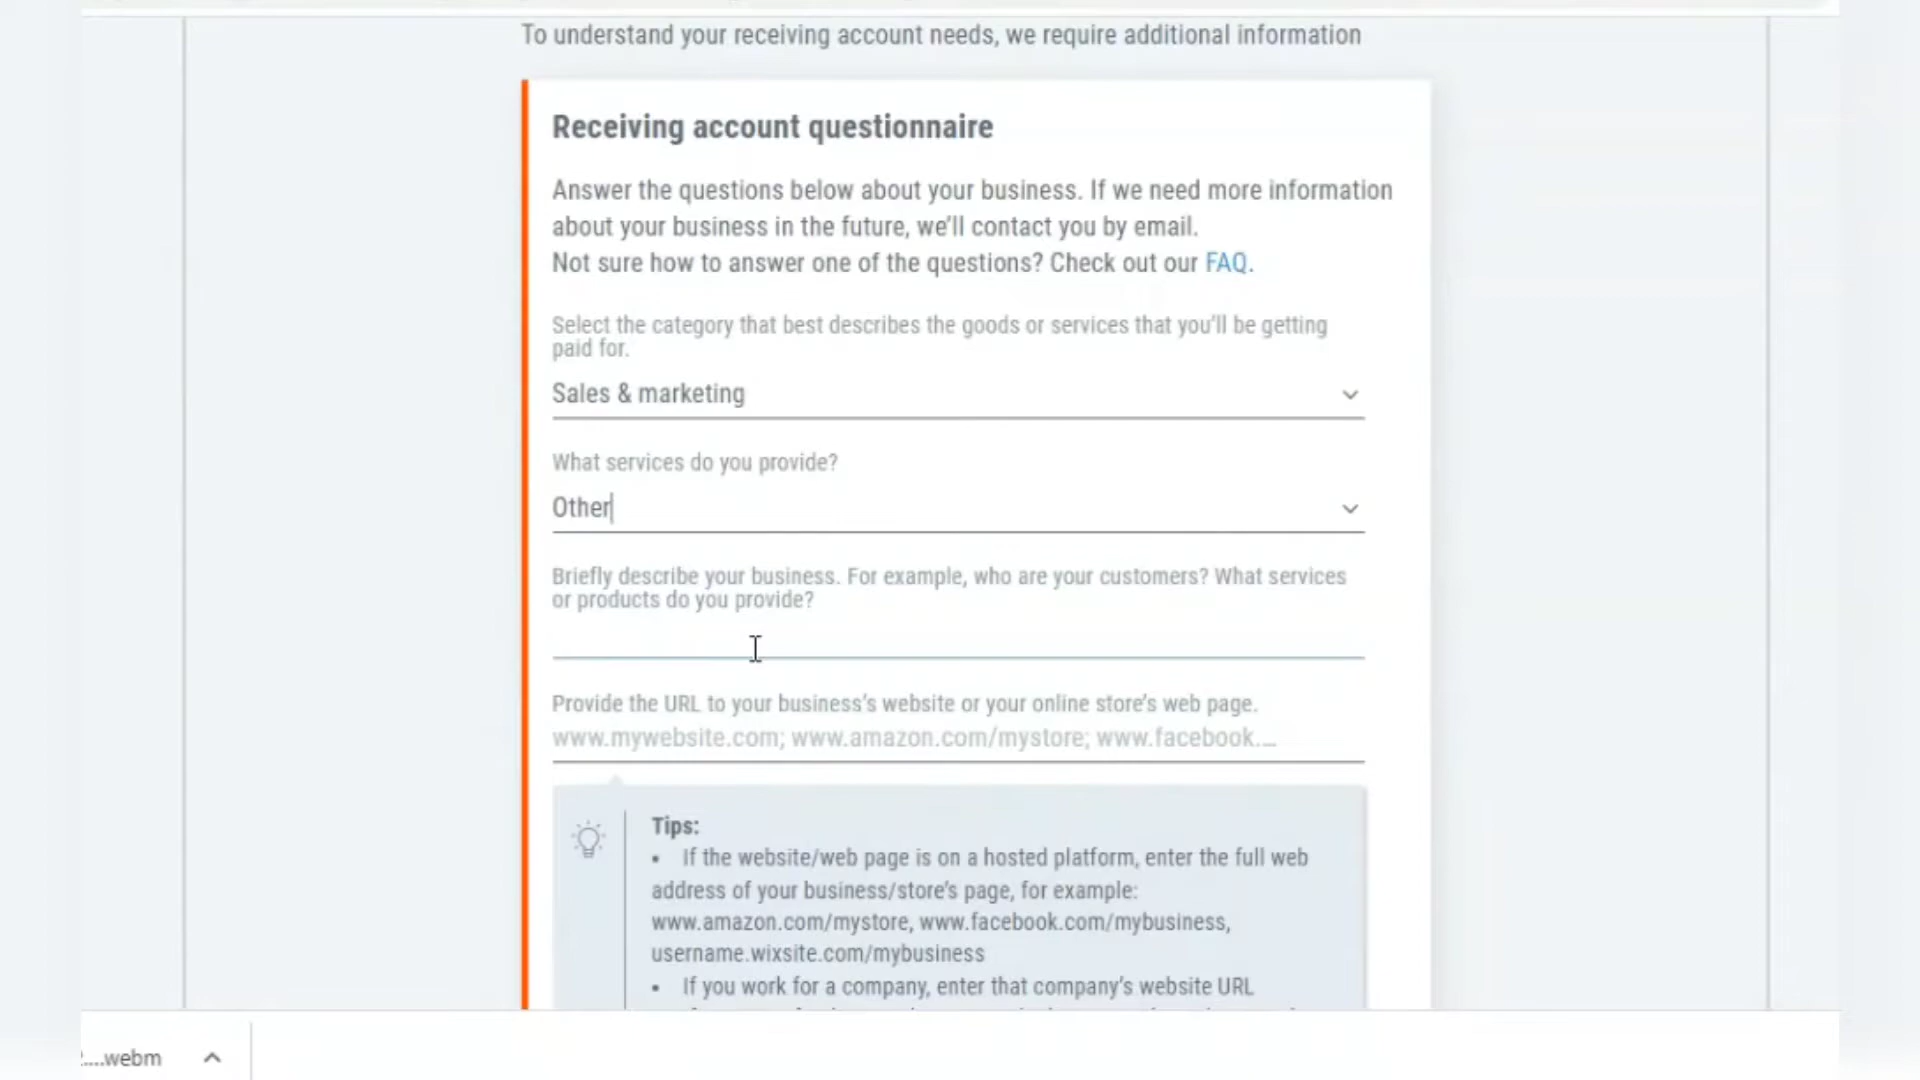 To understand your receiving account needs, we require additional information
Receiving account questionnaire
Answer the questions below about your business. If we need more information
about your business in the future, we'll contact you by email.
Not sure how to answer one of the questions? Check out our FAQ.
Select the category that best describes the goods or services that you'll be getting
paid for.
Sales & marketing
What services do you provide?
Other
Briefly describe your business. For example, who are your customers? What services
or products do you provide?
Provide the URL to your business's website or your online store's web page.
www.mywebsite.com; www.amazon.com/mystore; www.facebook....
Tips:
• If the website/web page is on a hosted platform, enter the full web
address of your business/store's page, for example:
www.amazon.com/mystore, www.facebook.com/mybusiness,
username.wixsite.com/mybusiness
• If you work for a company, enter that company's website URL
....webm